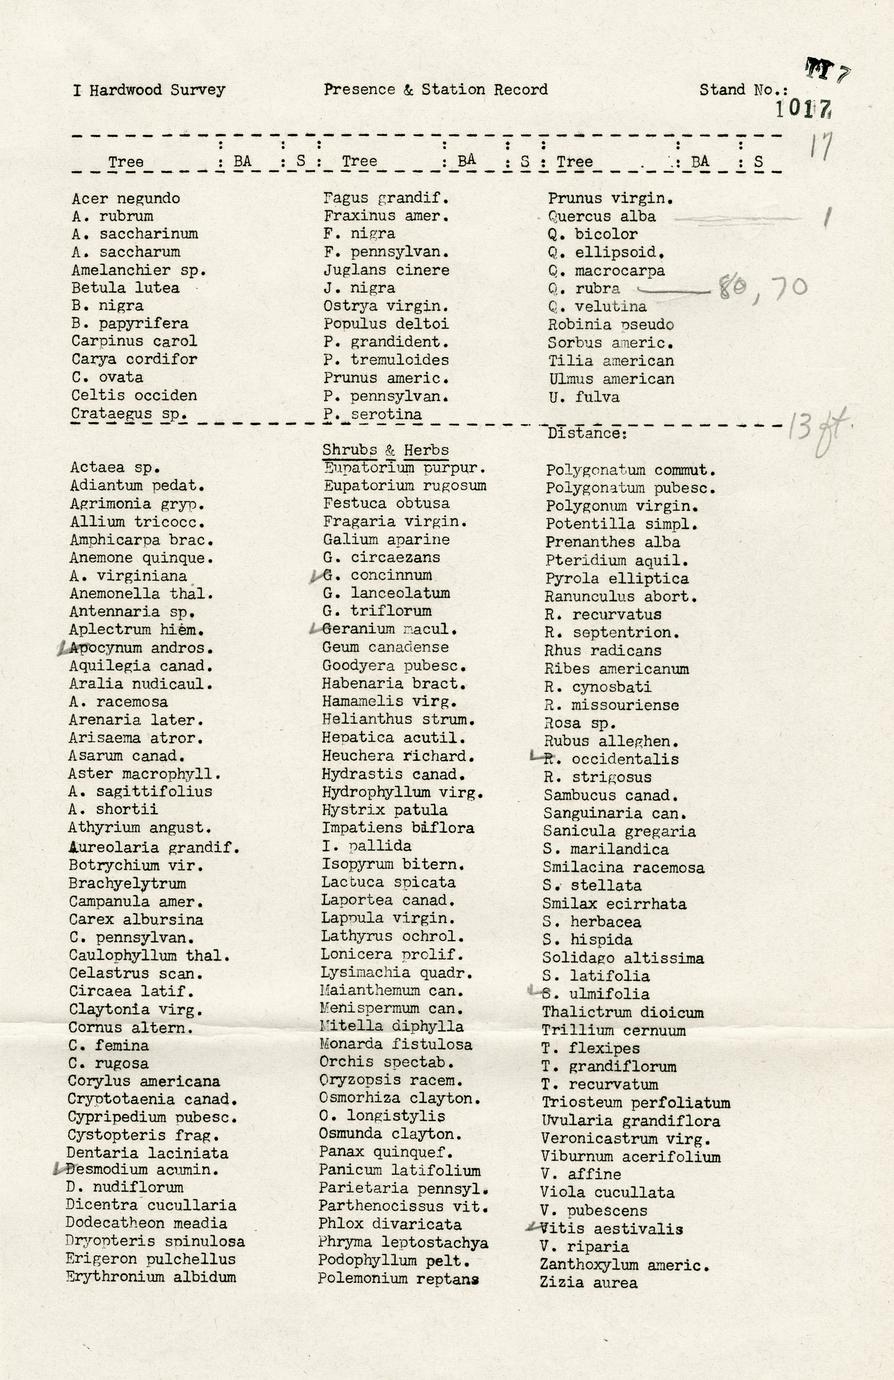 I Hardwood Survey Presence & Station Record Stand No.:
1017
17
Tree : BA : S : Tree : BA : S : Tree : BA : S
Acer negundo
A. rubrum
A. saccharinum
A. saccharum
Amelanchier sp.
Betula lutea
B. nigra
B. papyrifera
Carpinus carol
Carya cordifor
C. ovata
Celtis occiden
Crataegus sp.
Fagus grandif.
Fraxinus amer.
F. nigra
F. pennsylvan.
Juglans cinere
J. nigra
Ostrya virgin.
Populus deltoi
P. grandident.
P. tremuloides
Prunus americ.
P. pennsylvan.
P. serotina
Prunus virgin.
Quercus alba 1
Q. bicolor
Q. ellipsoid.
Q. macrocarpa
Q. rubra 80, 70
Q. velutina
Robinia pseudo
Sorbus americ.
Tilia american
Ulmus american
U. fulva
Distance: 13 ft.
Shrubs & Herbs
Actaea sp.
Adiantum pedat.
Agrimonia gryp.
Allium tricocc.
Amphicarpa brac.
Anemone quinque.
A. virginiana
Anemonella thal.
Antennaria sp.
Aplectrum hiem.
Apocynum andros.
Aquilegia canad.
Aralia nudicaul.
A. racemosa
Arenaria later.
Arisaema atror.
Asarum canad.
Aster macrophyll.
A. sagittifolius
A. shortii
Athyrium angust.
Aureolaria grandif.
Botrychium vir.
Brachyelytrum
Campanula amer.
Carex albursina
C. pennsylvan.
Caulophyllum thal.
Celastrus scan.
Circaea latif.
Claytonia virg.
Cornus altern.
C. femina
C. rugosa
Corylus americana
Cryptotaenia canad.
Cypripedium pubesc.
Cystopteris frag.
Dentaria laciniata
Desmodium acumin.
D. nudiflorum
Dicentra cucullaria
Dodecatheon meadia
Dryopteris spinulosa
Erigeron pulchellus
Erythronium albidum
Eupatorium purpur.
Eupatorium rugosum
Festuca obtusa
Fragaria virgin.
Galium aparine
G. circaezans
G. concinnum
G. lanceolatum
G. triflorum
Geranium macul.
Geum canadense
Goodyera pubesc.
Habenaria bract.
Hamamelis virg.
Helianthus strum.
Hepatica acutil.
Heuchera richard.
Hydrastis canad.
Hydrophyllum virg.
Hystrix patula
Impatiens biflora
I. pallida
Isopyrum bitern.
Lactuca spicata
Laportea canad.
Lappula virgin.
Lathyrus ochrol.
Lonicera prolif.
Lysimachia quadr.
Maianthemum can.
Menispermum can.
Mitella diphylla
Monarda fistulosa
Orchis spectab.
Oryzopsis racem.
Osmorhiza clayton.
O. longistylis
Osmunda clayton.
Panax quinquef.
Panicum latifolium
Parietaria pennsyl.
Parthenocissus vit.
Phlox divaricata
Phryma leptostachya
Podophyllum pelt.
Polemonium reptans
Polygonatum commut.
Polygonatum pubesc.
Polygonum virgin.
Potentilla simpl.
Prenanthes alba
Pteridium aquil.
Pyrola elliptica
Ranunculus abort.
R. recurvatus
R. septentrion.
Rhus radicans
Ribes americanum
R. cynosbati
R. missouriense
Rosa sp.
Rubus alleghen.
R. occidentalis
R. strigosus
Sambucus canad.
Sanguinaria can.
Sanicula gregaria
S. marilandica
Smilacina racemosa
S. stellata
Smilax ecirrhata
S. herbacea
S. hispida
Solidago altissima
S. latifolia
S. ulmifolia
Thalictrum dioicum
Trillium cernuum
T. flexipes
T. grandiflorum
T. recurvatum
Triosteum perfoliatum
Uvularia grandiflora
Veronicastrum virg.
Viburnum acerifolium
V. affine
Viola cucullata
V. pubescens
Vitis aestivalis
V. riparia
Zanthoxylum americ.
Zizia aurea